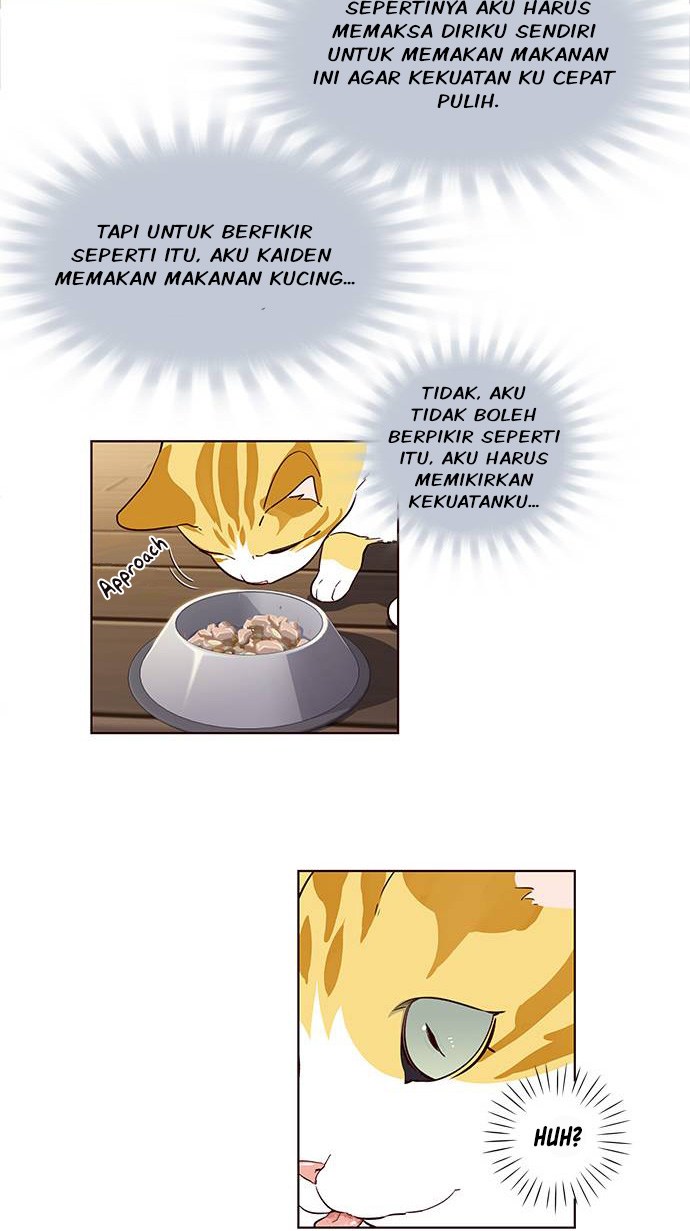 SEPERTINYA AKU HARUS
MEMAKSA DIRIKU SENDIRI
UNTUK MEMAKAN MAKANAN
INI AGAR KEKUATAN KU CEPAT
PULIH.
TAPI UNTUK BERFIKIR
SEPERTI ITU, AKU KAIDEN
MEMAKAN MAKANAN KUCING...
TIDAK, AKU
TIDAK BOLEH
BERPIKIR SEPERTI
ITU, AKU HARUS
MEMIKIRKAN
KEKUATANKU...
Approach
HUH?